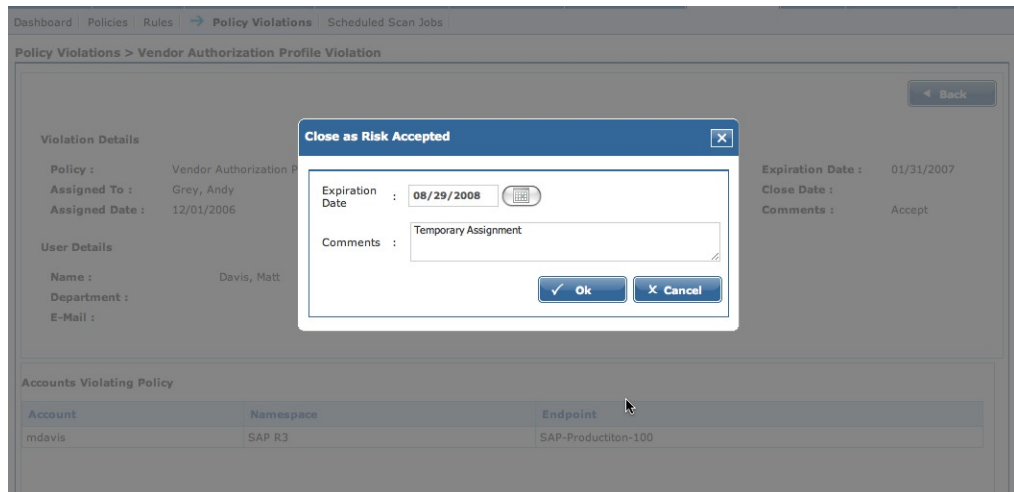 Dashboard Policies Rules → Policy Violations Scheduled Scan Jobs
Policy Violations > Vendor Authorization Profile Violation
◄ Back
Close as Risk Accepted X
Expiration Date : 08/29/2008
Comments : Temporary Assignment
✓ Ok X Cancel
Violation Details
Policy : Vendor Authorization P
Assigned To : Grey, Andy
Assigned Date : 12/01/2006
Expiration Date : 01/31/2007
Close Date :
Comments : Accept
User Details
Name : Davis, Matt
Department :
E-Mail :
Accounts Violating Policy
Account Namespace Endpoint
mdavis SAP R3 SAP-Productiton-100